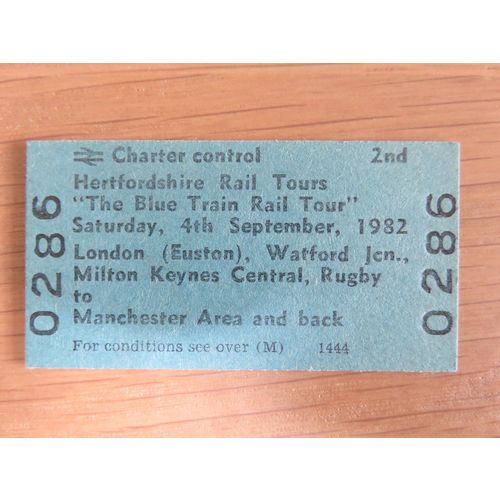 Charter control 2nd
Hertfordshire Rail Tours
"The Blue Train Rail Tour"
Saturday, 4th September, 1982
London (Euston), Watford Jcn.,
Milton Keynes Central, Rugby
to
Manchester Area and back
For conditions see over (M) 1444
0286
0286